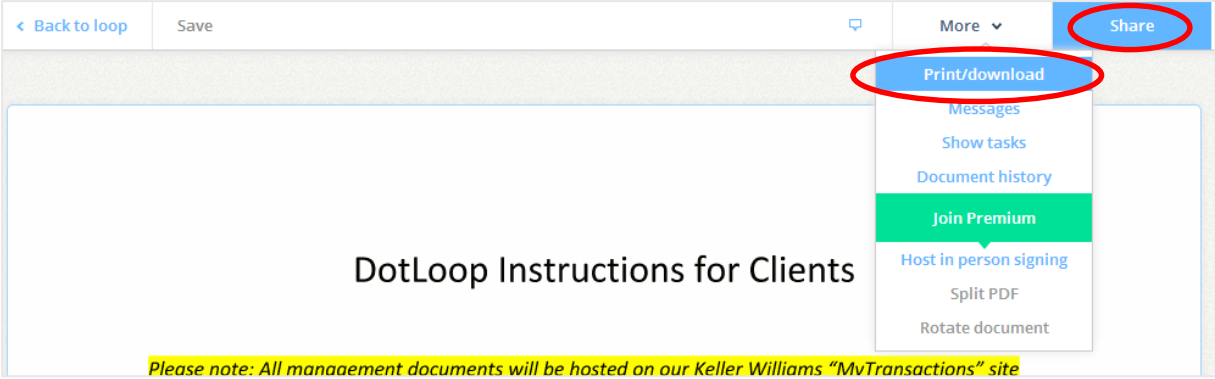 Back to loop
Save
More
Share
Print/download
Messages
Show tasks
Document history
Join Premium
Host in person signing
Split PDF
Rotate document
DotLoop Instructions for Clients
Please note: All management documents will be hosted on our Keller Williams “MyTransactions” site